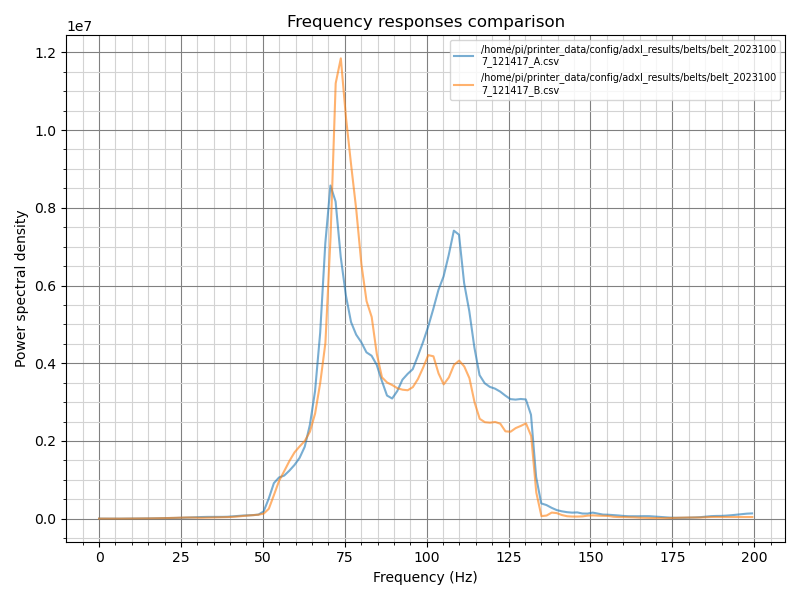 Frequency responses comparison
1e7
/home/pi/printer_data/config/adxl_results/belts/belt_2023100
7_121417_A.csv
/home/pi/printer_data/config/adxl_results/belts/belt_2023100
7_121417_B.csv
1.2
1.0
0.8
0.6
0.4
0.2
0.0
Power spectral density
0 25 50 75 100 125 150 175 200
Frequency (Hz)